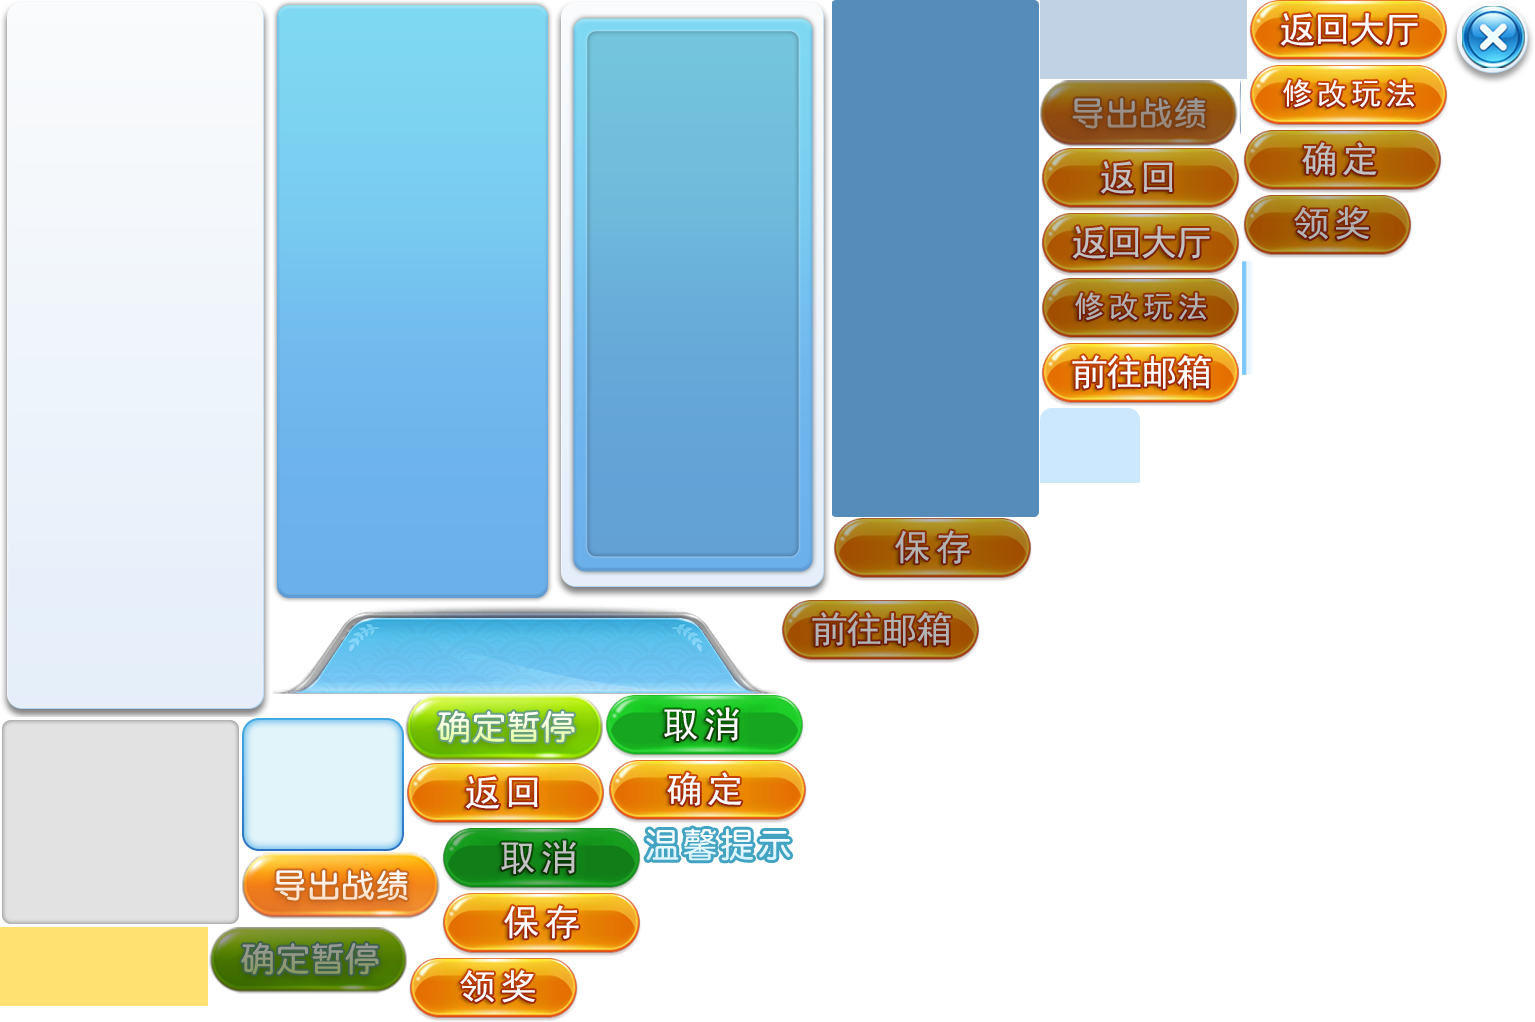 返回大厅
修改玩法
导出战绩
确定
返回
领奖
返回大厅
修改玩法
前往邮箱
保存
前往邮箱
确定暂停
取消
返回
确定
取消
温馨提示
导出战绩
保存
确定暂停
领奖